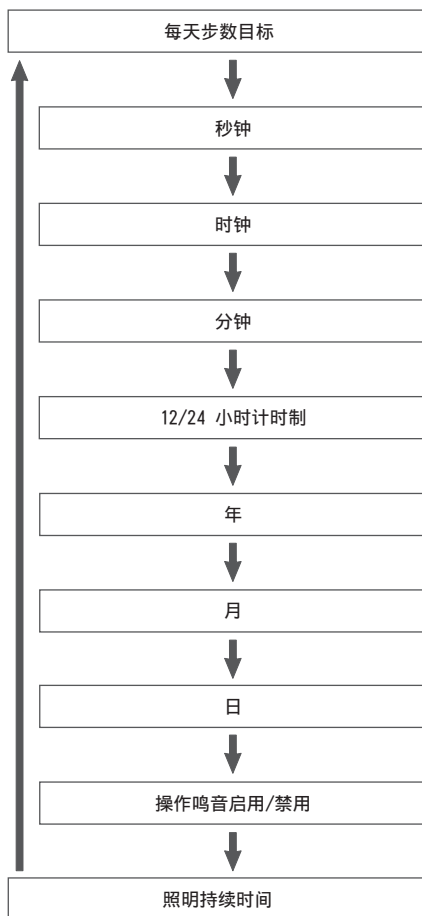 每天步数目标
秒钟
时钟
分钟
12/24 小时计时制
年
月
日
操作鸣音启用/禁用
照明持续时间